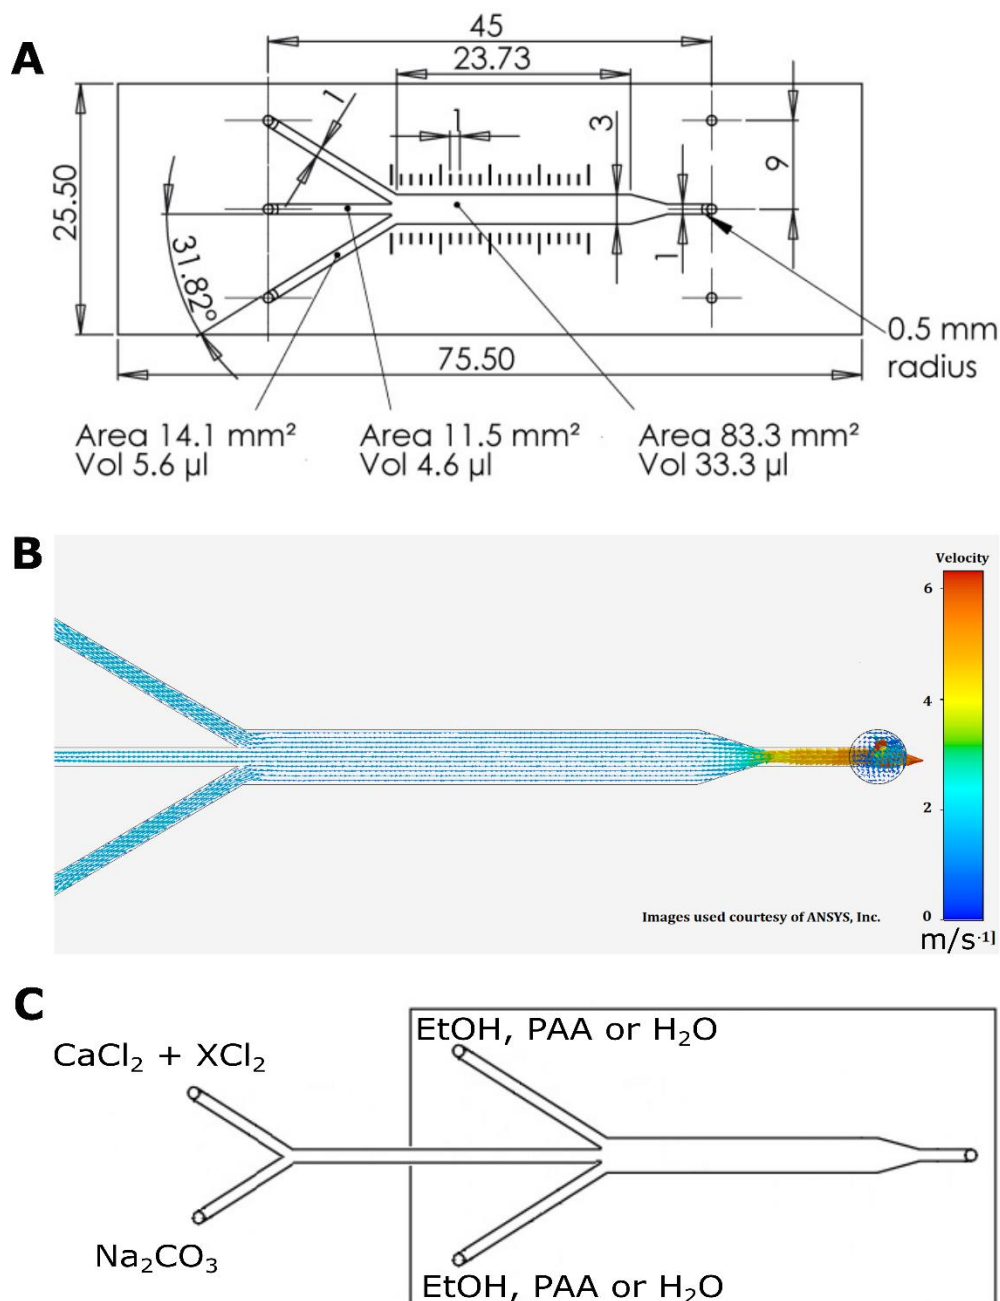 A
45
23.73
1
1
3
25.50
9
31.82°
1
0.5 mm
radius
75.50
Area 14.1 mm²
Vol 5.6 µl
Area 11.5 mm²
Vol 4.6 µl
Area 83.3 mm²
Vol 33.3 µl
B
Velocity
6
4
2
0
Images used courtesy of ANSYS, Inc.
m/s-1]
C
CaCl₂ + XCl₂
EtOH, PAA or H₂O
Na₂CO₃
EtOH, PAA or H₂O